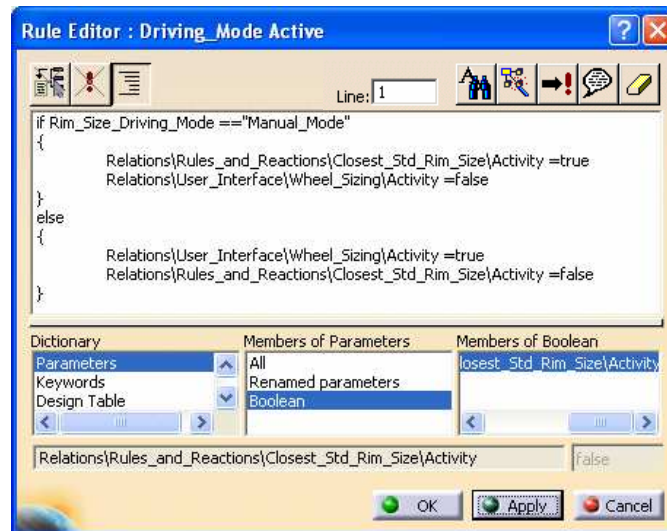 Rule Editor : Driving_Mode Active
Line: 1
if Rim_Size_Driving_Mode =="Manual_Mode"
{
Relations\Rules_and_Reactions\Closest_Std_Rim_Size\Activity =true
Relations\User_Interface\Wheel_Sizing\Activity =false
}
else
{
Relations\User_Interface\Wheel_Sizing\Activity =true
Relations\Rules_and_Reactions\Closest_Std_Rim_Size\Activity =false
}
Dictionary Members of Parameters Members of Boolean
Parameters All losest_Std_Rim_Size\Activity
Keywords Renamed parameters
Design Table Boolean
Relations\Rules_and_Reactions\Closest_Std_Rim_Size\Activity false
OK Apply Cancel